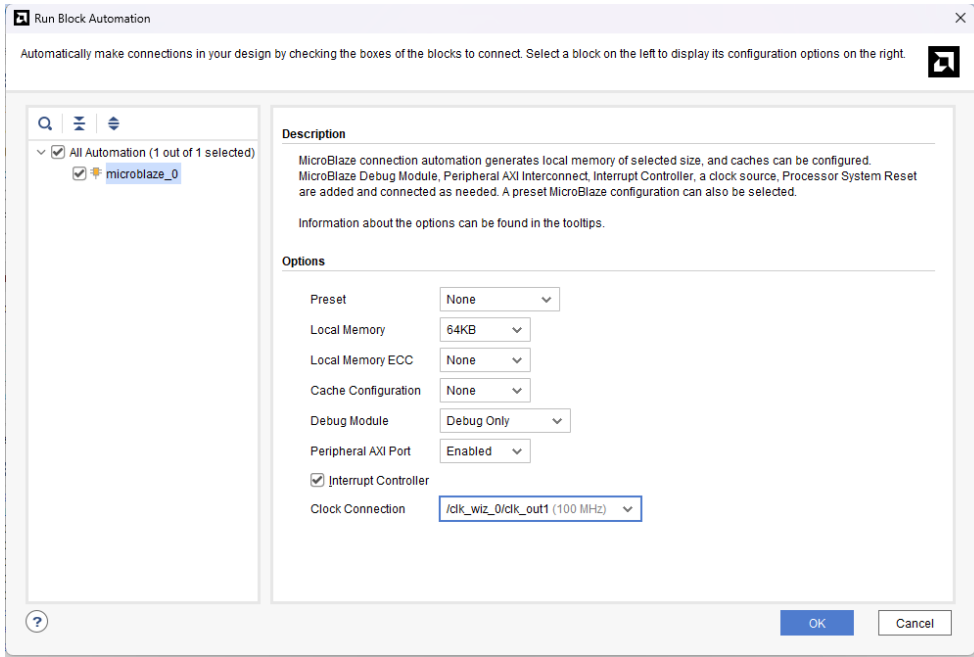 Run Block Automation
Automatically make connections in your design by checking the boxes of the blocks to connect. Select a block on the left to display its configuration options on the right.
All Automation (1 out of 1 selected)
microblaze_0
Description
MicroBlaze connection automation generates local memory of selected size, and caches can be configured.
MicroBlaze Debug Module, Peripheral AXI Interconnect, Interrupt Controller, a clock source, Processor System Reset
are added and connected as needed. A preset MicroBlaze configuration can also be selected.
Information about the options can be found in the tooltips.
Options
Preset None
Local Memory 64KB
Local Memory ECC None
Cache Configuration None
Debug Module Debug Only
Peripheral AXI Port Enabled
Interrupt Controller
Clock Connection /clk_wiz_0/clk_out1 (100 MHz)
?
OK Cancel